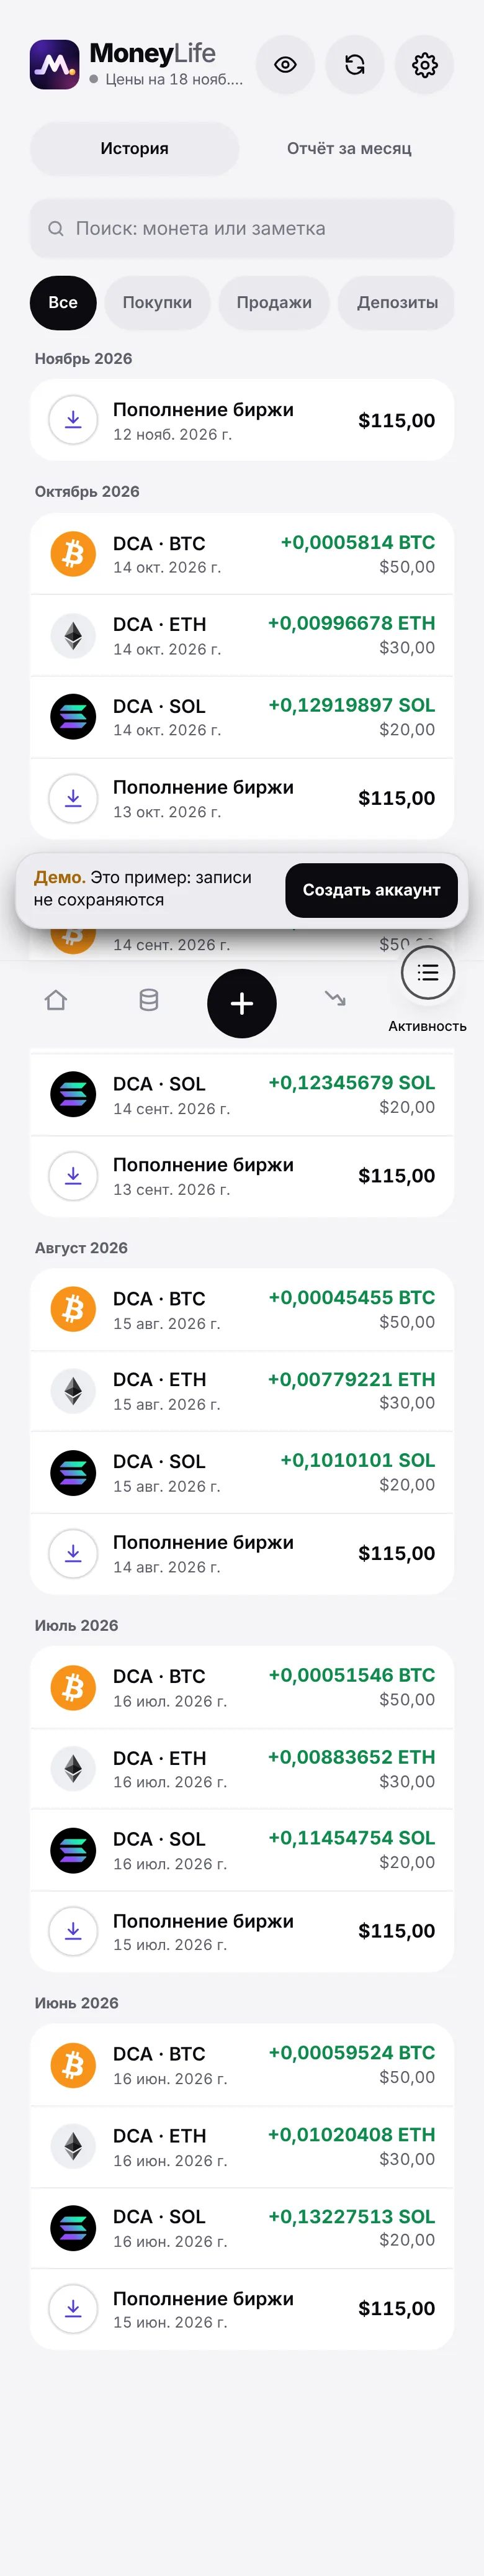 MoneyLife
Цены на 18 нояб....
История
Отчёт за месяц
Поиск: монета или заметка
Все
Покупки
Продажи
Депозиты
Ноябрь 2026
Пополнение биржи
$115,00
12 нояб. 2026 г.
Октябрь 2026
DCA · BTC
+0,0005814 BTC
14 окт. 2026 г.
$50,00
DCA · ETH
+0,00996678 ETH
14 окт. 2026 г.
$30,00
DCA · SOL
+0,12919897 SOL
14 окт. 2026 г.
$20,00
Пополнение биржи
$115,00
13 окт. 2026 г.
Демо. Это пример: записи
не сохраняются
Создать аккаунт
14 сент. 2026 г.
Активность
DCA · SOL
+0,12345679 SOL
14 сент. 2026 г.
$20,00
Пополнение биржи
$115,00
13 сент. 2026 г.
Август 2026
DCA · BTC
+0,00045455 BTC
15 авг. 2026 г.
$50,00
DCA · ETH
+0,00779221 ETH
15 авг. 2026 г.
$30,00
DCA · SOL
+0,1010101 SOL
15 авг. 2026 г.
$20,00
Пополнение биржи
$115,00
14 авг. 2026 г.
Июль 2026
DCA · BTC
+0,00051546 BTC
16 июл. 2026 г.
$50,00
DCA · ETH
+0,00883652 ETH
16 июл. 2026 г.
$30,00
DCA · SOL
+0,11454754 SOL
16 июл. 2026 г.
$20,00
Пополнение биржи
$115,00
15 июл. 2026 г.
Июнь 2026
DCA · BTC
+0,00059524 BTC
16 июн. 2026 г.
$50,00
DCA · ETH
+0,01020408 ETH
16 июн. 2026 г.
$30,00
DCA · SOL
+0,13227513 SOL
16 июн. 2026 г.
$20,00
Пополнение биржи
$115,00
15 июн. 2026 г.